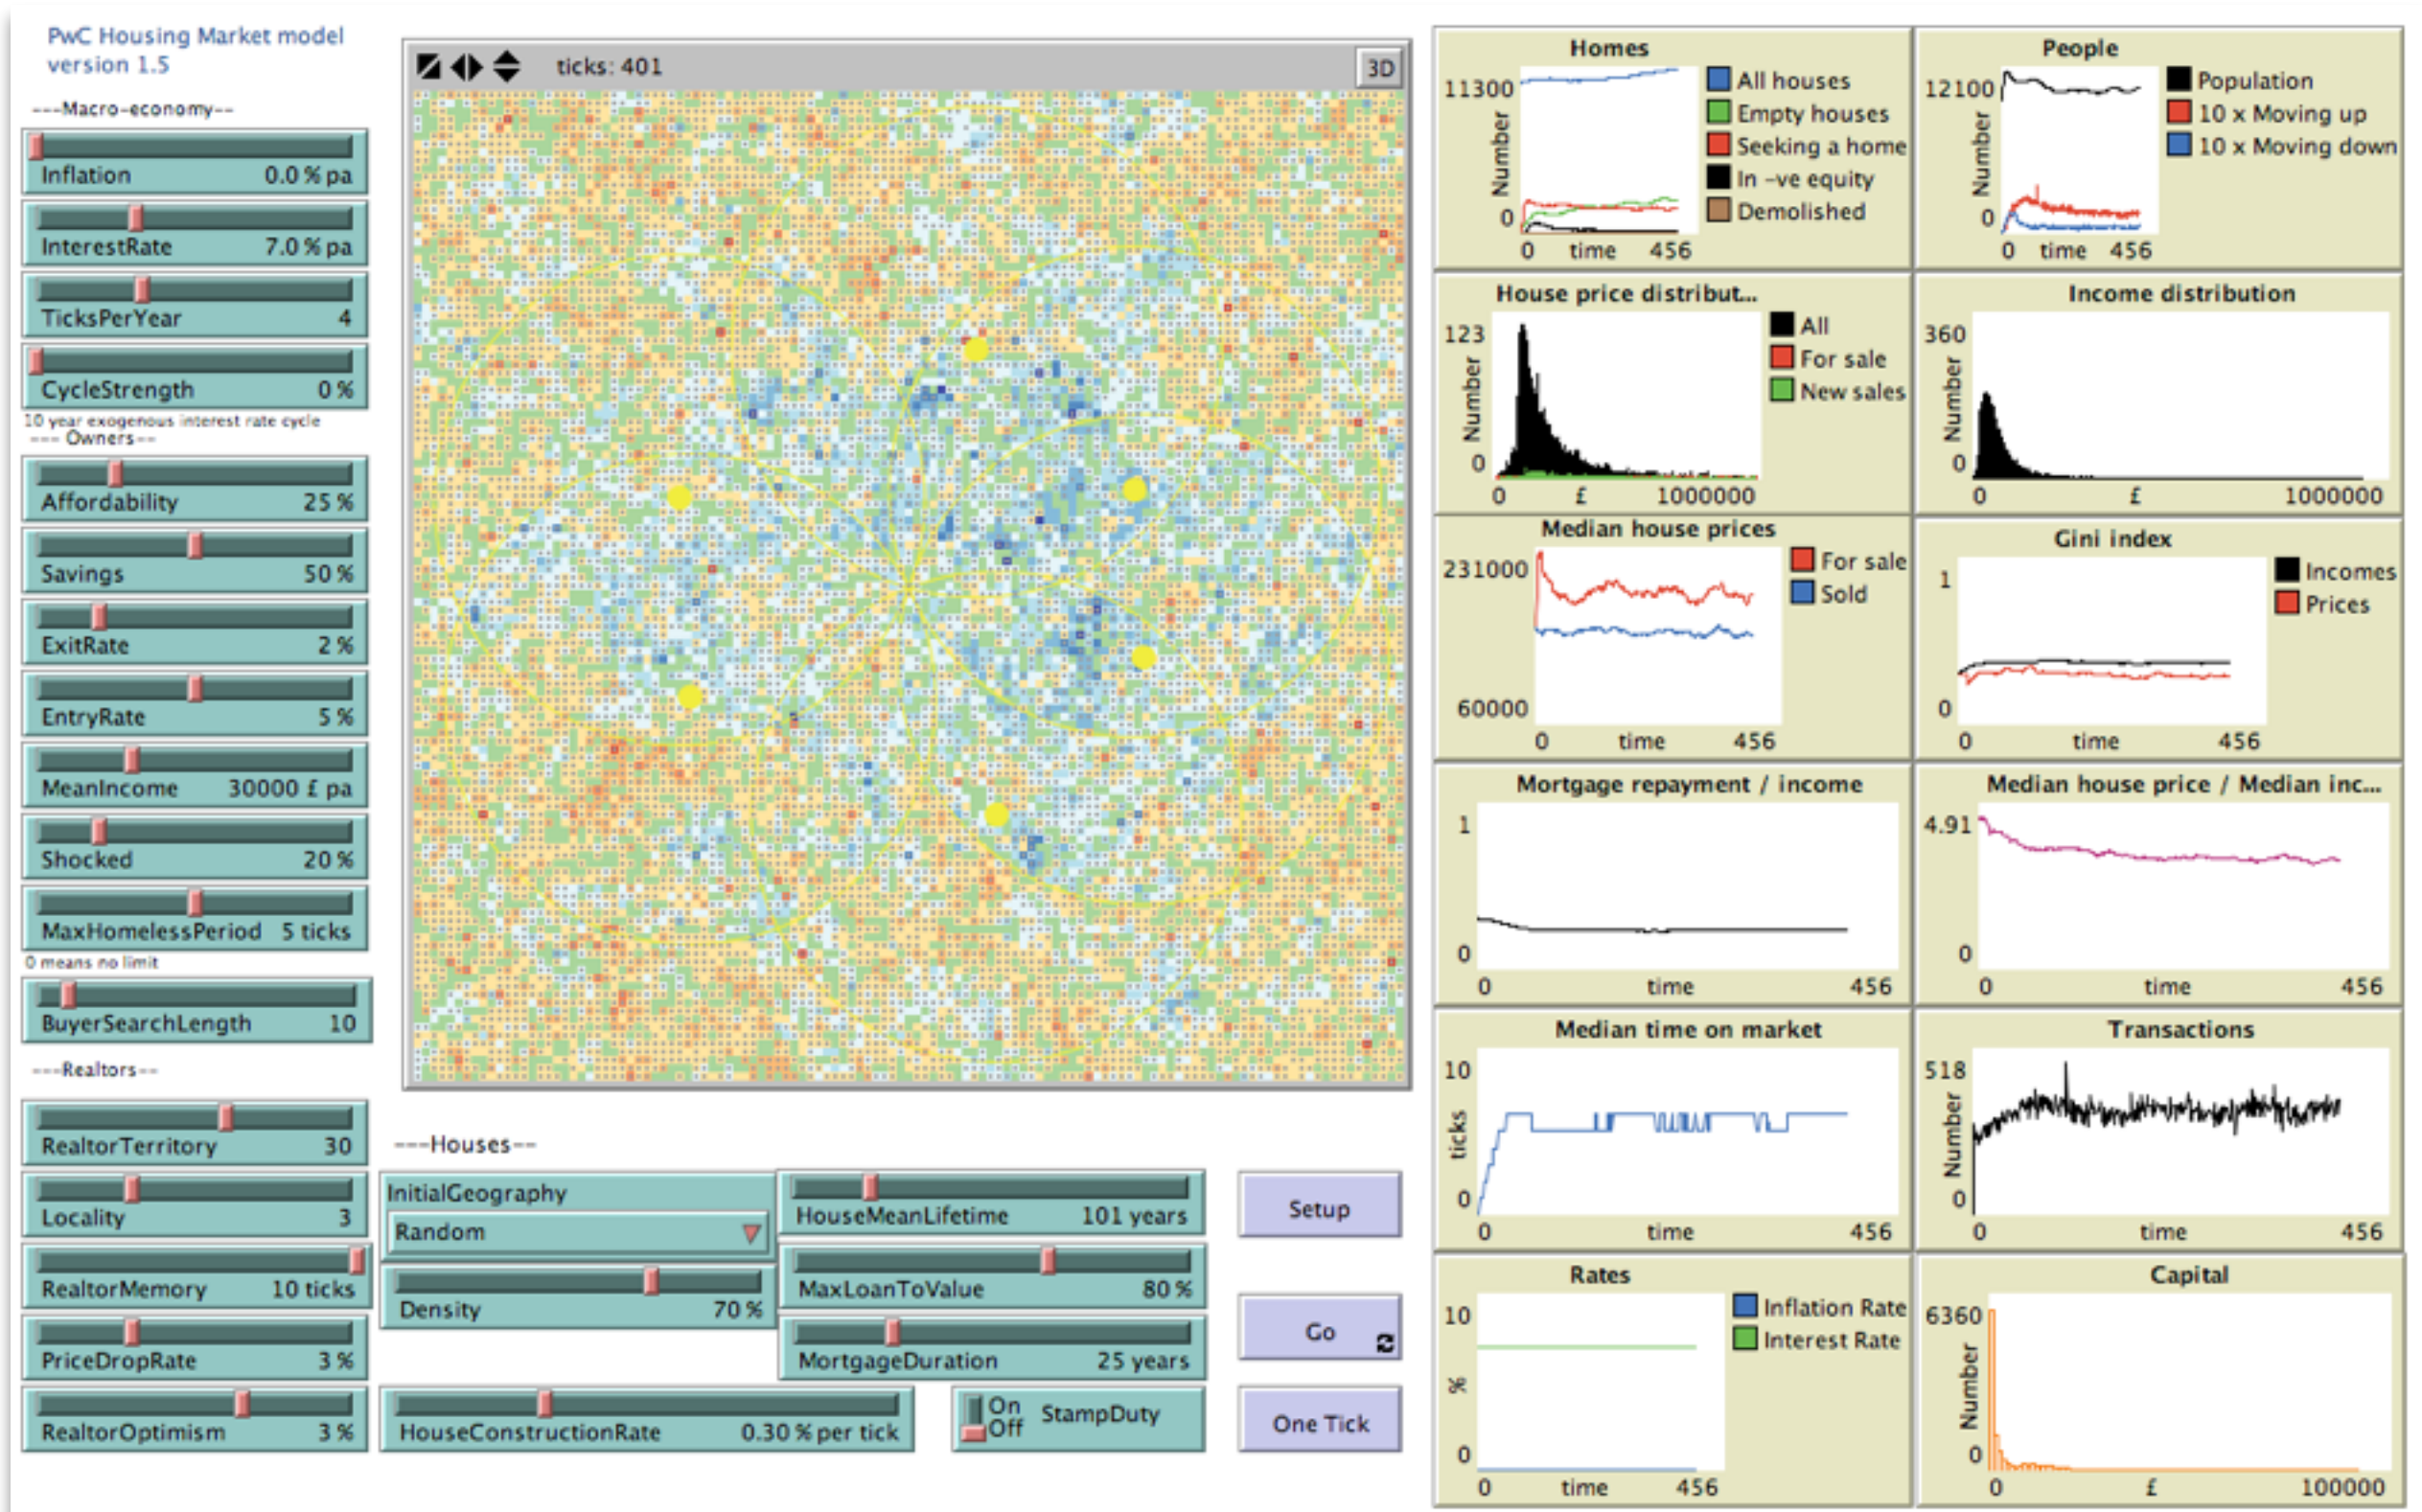 PwC Housing Market model
version 1.5
---Macro-economy--
Inflation 0.0 % pa
InterestRate 7.0 % pa
TicksPerYear 4
CycleStrength 0 %
10 year exogenous interest rate cycle
--- Owners--
Affordability 25 %
Savings 50 %
ExitRate 2 %
EntryRate 5 %
MeanIncome 30000 £ pa
Shocked 20 %
MaxHomelessPeriod 5 ticks
0 means no limit
BuyerSearchLength 10
---Realtors--
RealtorTerritory 30
Locality 3
RealtorMemory 10 ticks
PriceDropRate 3 %
RealtorOptimism 3 %
ticks: 401
3D
---Houses--
InitialGeography
Random
Density 70 %
HouseMeanLifetime 101 years
MaxLoanToValue 80 %
MortgageDuration 25 years
HouseConstructionRate 0.30 % per tick
On
Off
StampDuty
Setup
Go
One Tick
Homes
11300
Number
0
0 time 456
All houses
Empty houses
Seeking a home
In -ve equity
Demolished
People
12100
Number
0
0 time 456
Population
10 x Moving up
10 x Moving down
House price distribut...
123
Number
0
0 £ 1000000
All
For sale
New sales
Income distribution
360
Number
0
0 £ 1000000
Median house prices
231000
60000
0 time 456
For sale
Sold
Gini index
1
0
0 time 456
Incomes
Prices
Mortgage repayment / income
1
0
0 time 456
Median house price / Median inc...
4.91
0
0 time 456
Median time on market
10
ticks
0
0 time 456
Transactions
518
Number
0
0 time 456
Rates
10
%
0
0 time 456
Inflation Rate
Interest Rate
Capital
6360
Number
0
0 £ 100000